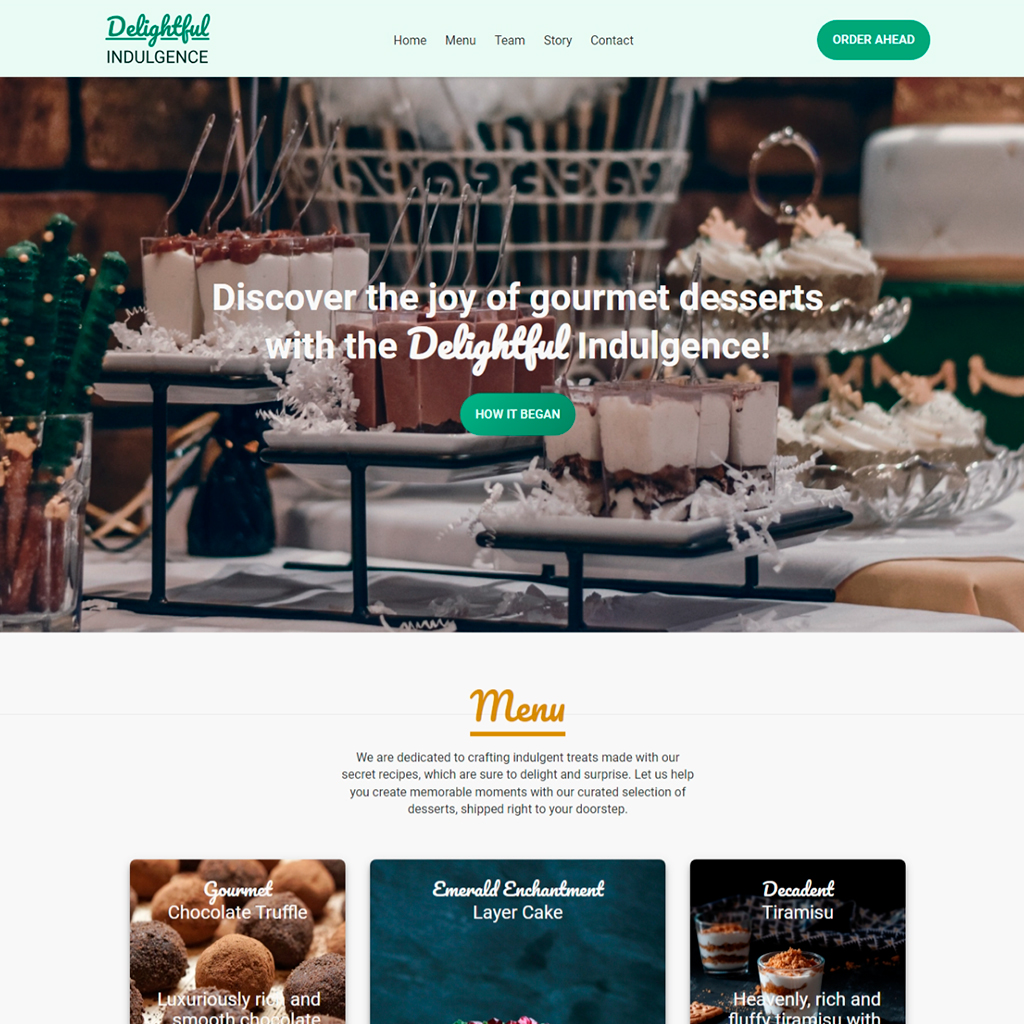 Delightful
INDULGENCE
Home Menu Team Story Contact
ORDER AHEAD
Discover the joy of gourmet desserts
with the Delightful Indulgence!
HOW IT BEGAN
Menu
We are dedicated to crafting indulgent treats made with our
secret recipes, which are sure to delight and surprise. Let us help
you create memorable moments with our curated selection of
desserts, shipped right to your doorstep.
Gourmet
Chocolate Truffle
Luxuriously rich and
smooth chocolate
Emerald Enchantment
Layer Cake
Decadent
Tiramisu
Heavenly, rich and
fluffy tiramisu with